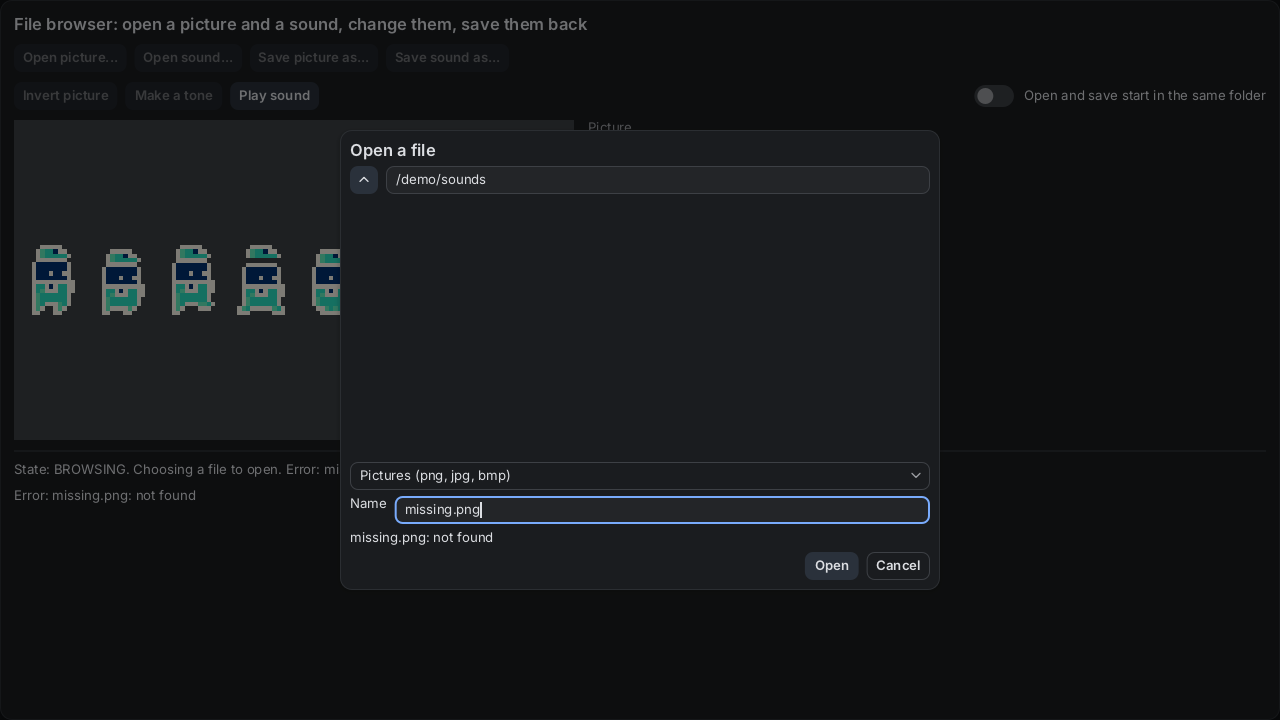 File browser: open a picture and a sound, change them, save them back
Open picture... Open sound... Save picture as... Save sound as...
Invert picture Make a tone Play sound Open and save start in the same folder
Picture
Open a file
/demo/sounds
Pictures (png, jpg, bmp)
State: BROWSING. Choosing a file to open. Error:
Error: missing.png: not found
Name missing.png
missing.png: not found
Open Cancel